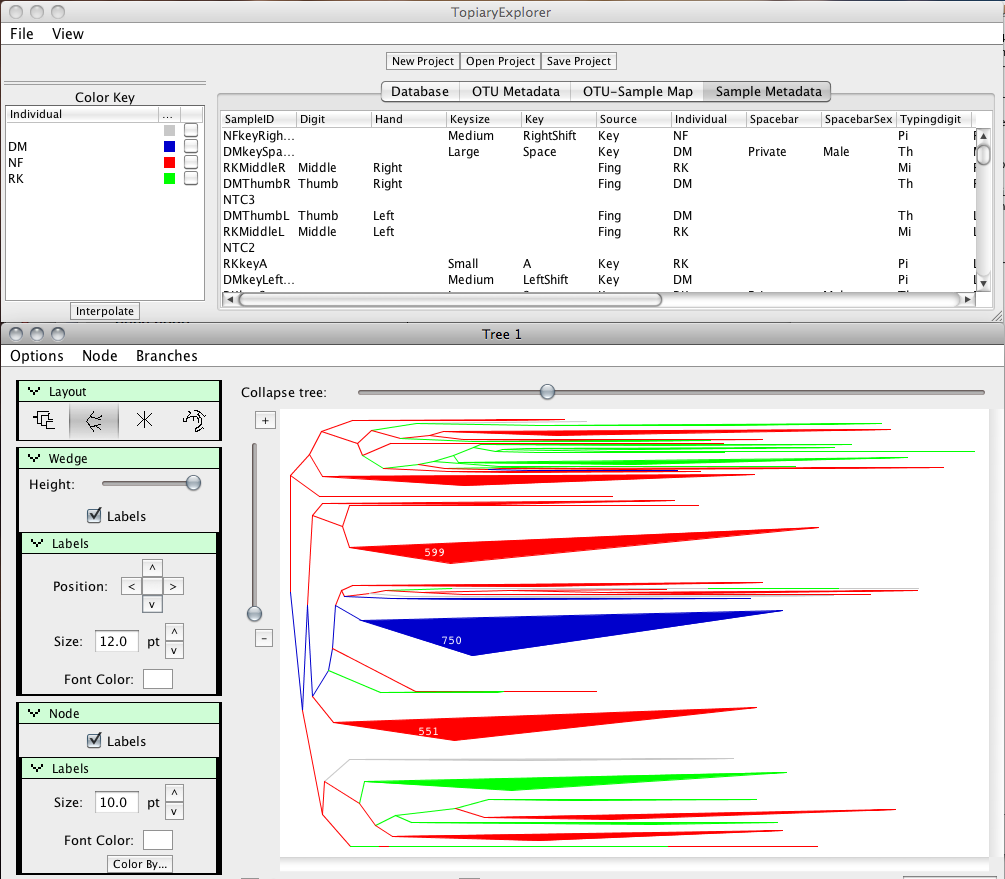 TopiaryExplorer
File View
New Project Open Project Save Project
Color Key
Individual ...
DM
NF
RK
Interpolate
Database OTU Metadata OTU-Sample Map Sample Metadata
SampleID Digit Hand Keysize Key Source Individual Spacebar SpacebarSex Typingdigit
NFkeyRigh... Medium RightShift Key NF Pi
DMkeySpa... Large Space Key DM Private Male Th
RKMiddleR Middle Right Fing RK Mi
DMThumbR Thumb Right Fing DM Th
NTC3
DMThumbL Thumb Left Fing DM Th
RKMiddleL Middle Left Fing RK Mi
NTC2
RKkeyA Small A Key RK Pi
DMkeyLeft... Medium LeftShift Key DM Pi
Tree 1
Options Node Branches
Layout
Collapse tree:
+
-
Wedge
Height:
Labels
Labels
Position: ^ < > v
Size: 12.0 pt ^ v
Font Color:
Node
Labels
Labels
Size: 10.0 pt ^ v
Font Color:
Color By...
599
750
551